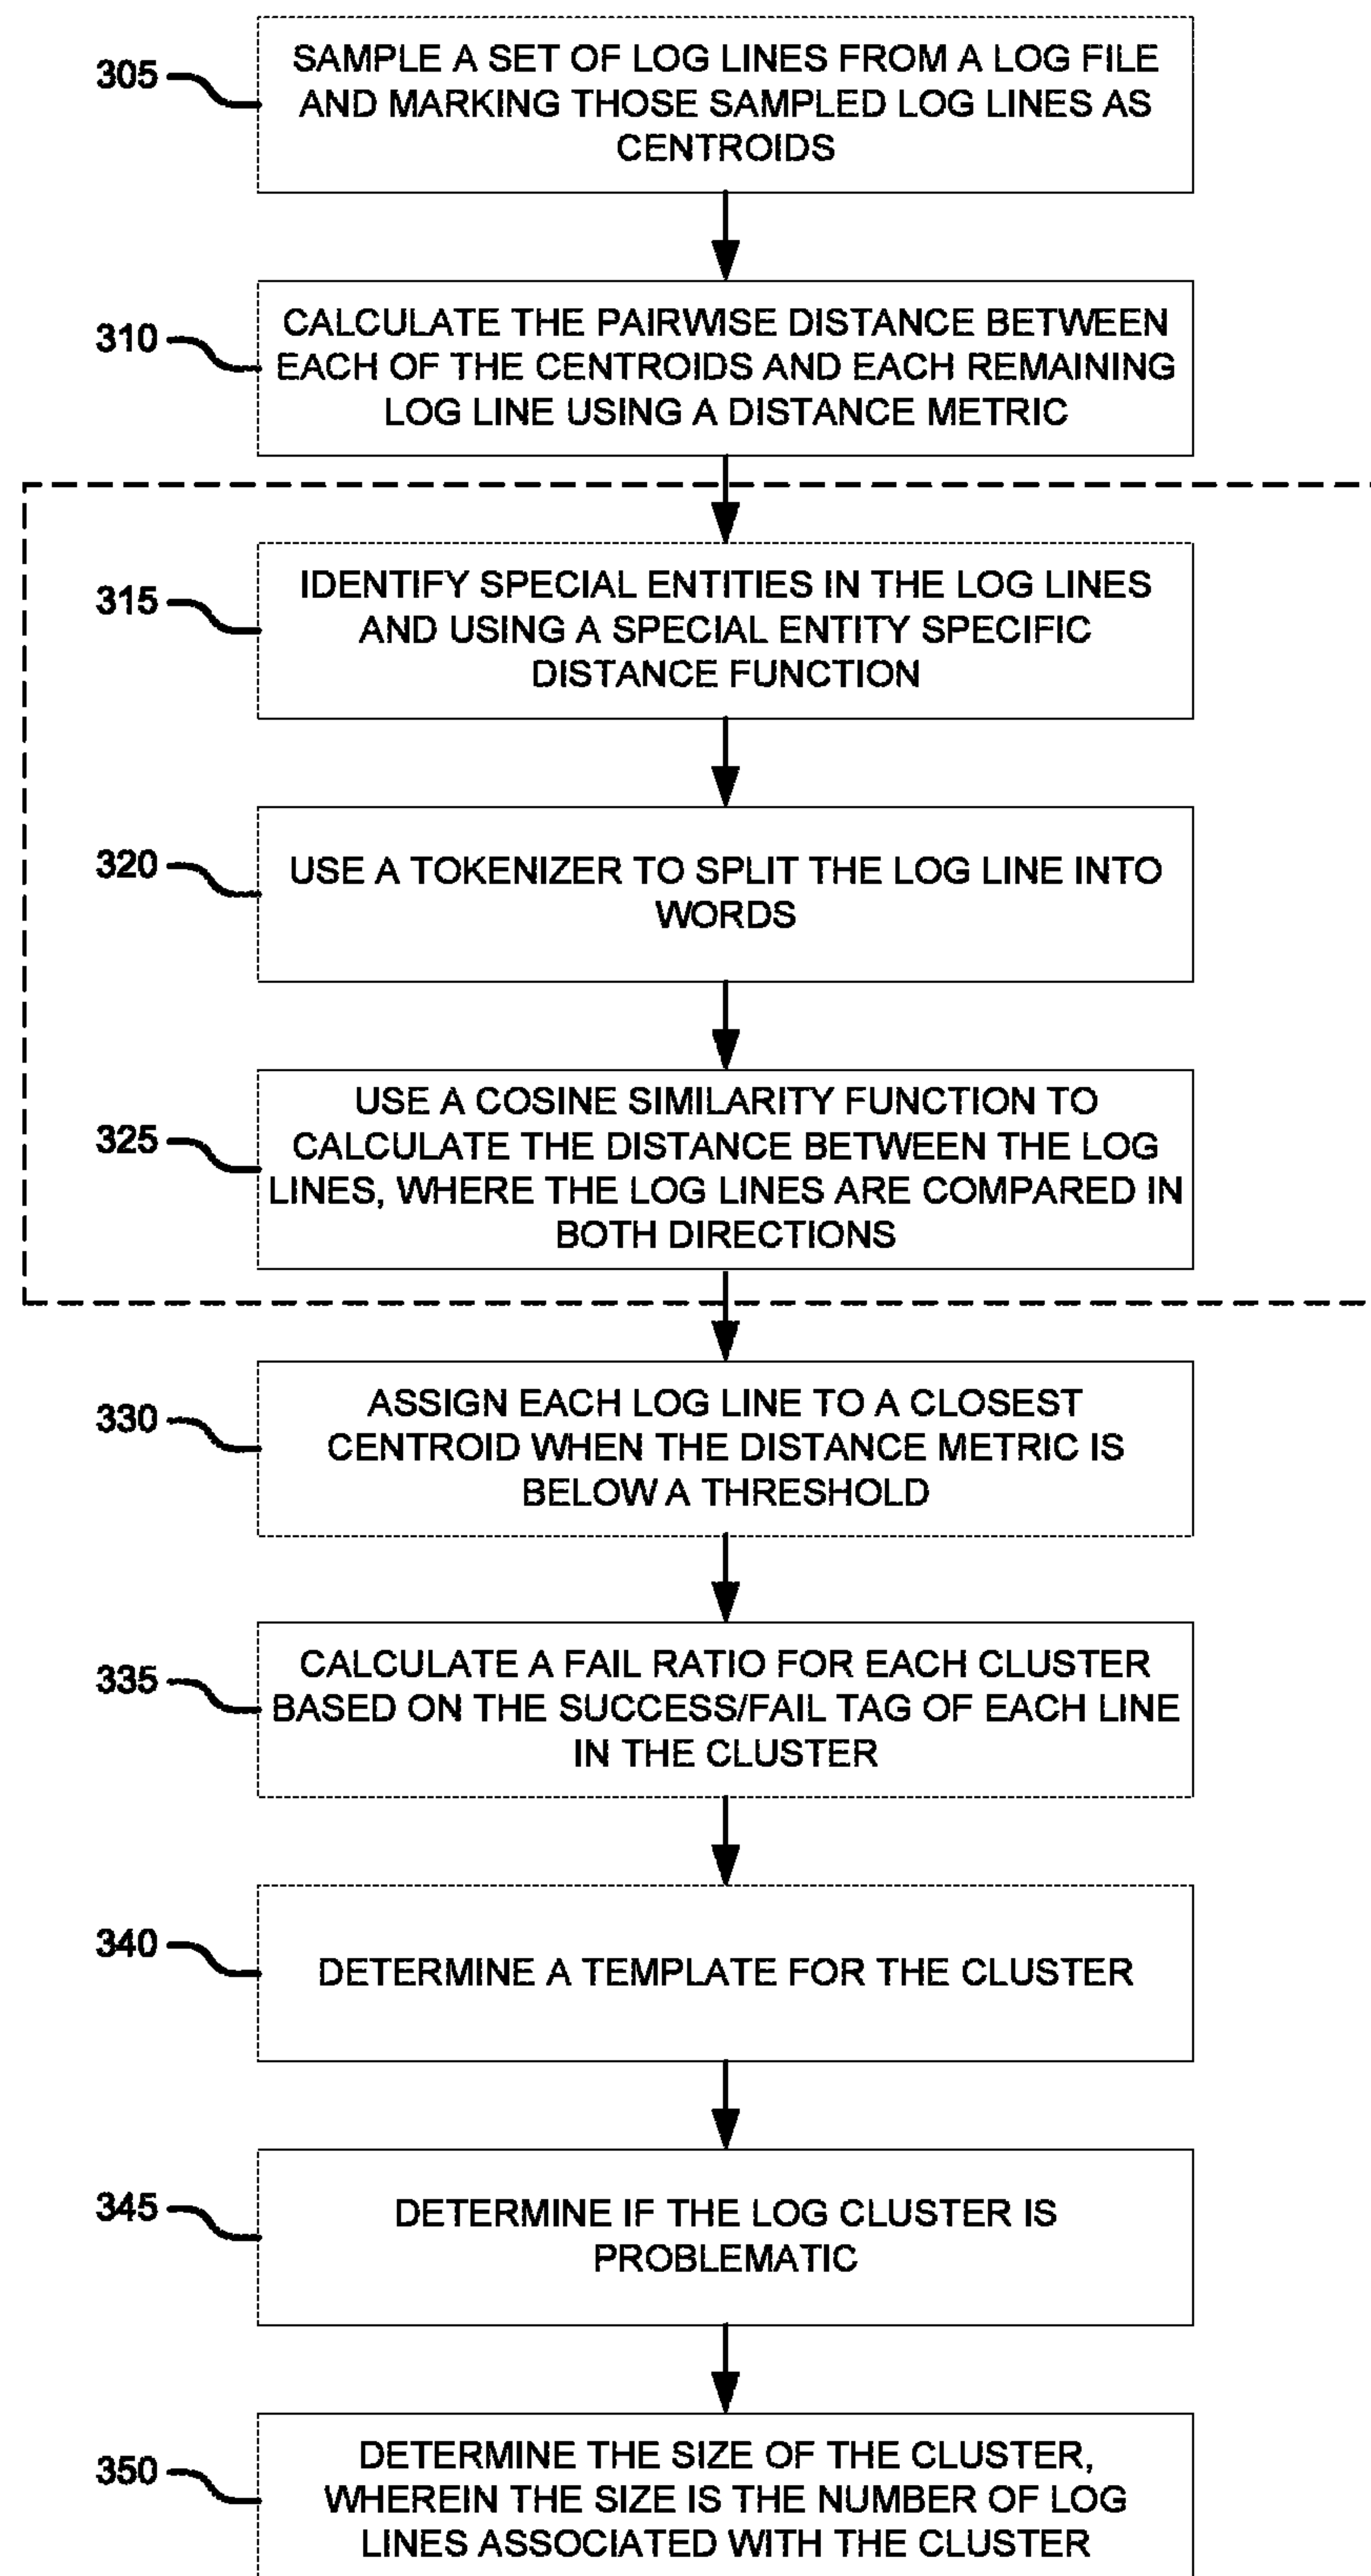 305
SAMPLE A SET OF LOG LINES FROM A LOG FILE
AND MARKING THOSE SAMPLED LOG LINES AS
CENTROIDS
310
CALCULATE THE PAIRWISE DISTANCE BETWEEN
EACH OF THE CENTROIDS AND EACH REMAINING
LOG LINE USING A DISTANCE METRIC
315
IDENTIFY SPECIAL ENTITIES IN THE LOG LINES
AND USING A SPECIAL ENTITY SPECIFIC
DISTANCE FUNCTION
320
USE A TOKENIZER TO SPLIT THE LOG LINE INTO
WORDS
325
USE A COSINE SIMILARITY FUNCTION TO
CALCULATE THE DISTANCE BETWEEN THE LOG
LINES, WHERE THE LOG LINES ARE COMPARED IN
BOTH DIRECTIONS
330
ASSIGN EACH LOG LINE TO A CLOSEST
CENTROID WHEN THE DISTANCE METRIC IS
BELOW A THRESHOLD
335
CALCULATE A FAIL RATIO FOR EACH CLUSTER
BASED ON THE SUCCESS/FAIL TAG OF EACH LINE
IN THE CLUSTER
340
DETERMINE A TEMPLATE FOR THE CLUSTER
345
DETERMINE IF THE LOG CLUSTER IS
PROBLEMATIC
350
DETERMINE THE SIZE OF THE CLUSTER,
WHEREIN THE SIZE IS THE NUMBER OF LOG
LINES ASSOCIATED WITH THE CLUSTER